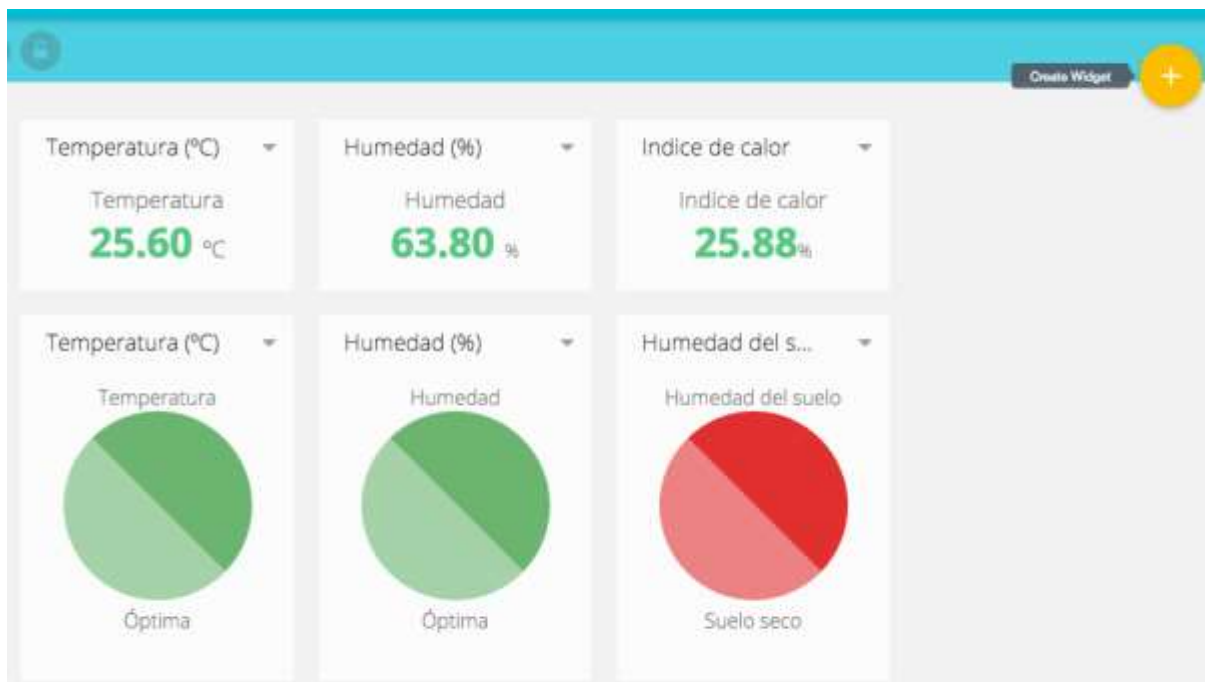 Create Widget
+
Temperatura (ºC)
Temperatura
25.60 ºC
Humedad (%)
Humedad
63.80 %
Indice de calor
Indice de calor
25.88%
Temperatura (ºC)
Temperatura
Óptima
Humedad (%)
Humedad
Óptima
Humedad del s...
Humedad del suelo
Suelo seco